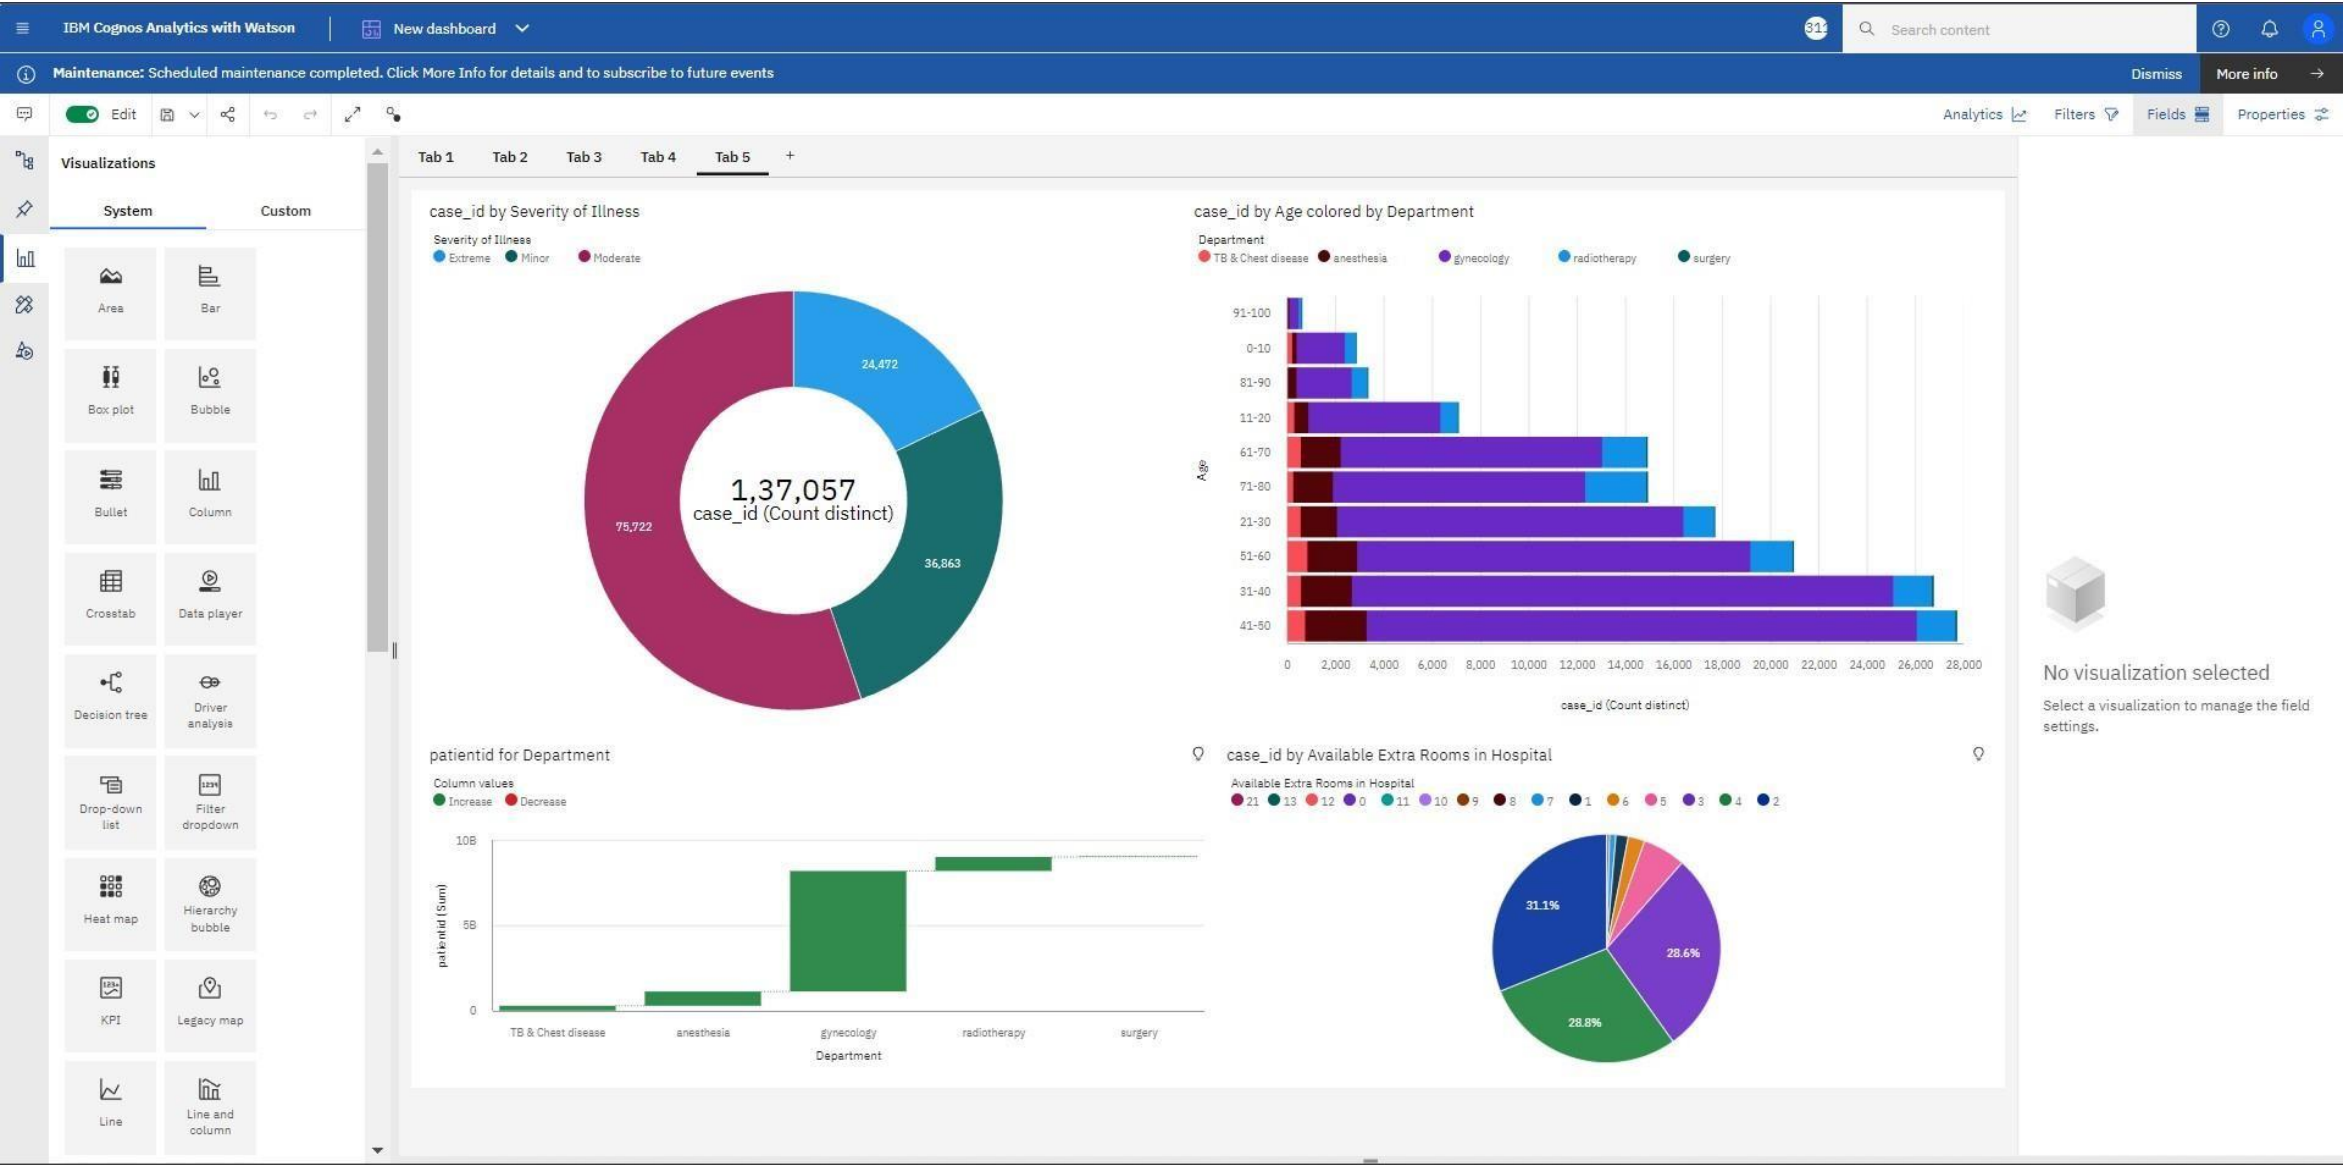 IBM Cognos Analytics with Watson
New dashboard
311
Search content
Maintenance: Scheduled maintenance completed. Click More Info for details and to subscribe to future events
Dismiss
More info
Edit
Analytics
Filters
Fields
Properties
Visualizations
System
Custom
Area
Bar
Box plot
Bubble
Bullet
Column
Crosstab
Data player
Decision tree
Driver
analysis
Drop-down
list
Filter
dropdown
Heat map
Hierarchy
bubble
KPI
Legacy map
Line
Line and
column
Tab 1
Tab 2
Tab 3
Tab 4
Tab 5
+
case_id by Severity of Illness
Severity of Illness
Extreme
Minor
Moderate
24,472
75,722
36,863
1,37,057
case_id (Count distinct)
case_id by Age colored by Department
Department
TB & Chest disease
anesthesia
gynecology
radiotherapy
surgery
Age
91-100
0-10
81-90
11-20
61-70
71-80
21-30
51-60
31-40
41-50
0 2,000 4,000 6,000 8,000 10,000 12,000 14,000 16,000 18,000 20,000 22,000 24,000 26,000 28,000
case_id (Count distinct)
patientid for Department
Column values
Increase
Decrease
patientid (Sum)
10B
5B
0
TB & Chest disease
anesthesia
gynecology
radiotherapy
surgery
Department
case_id by Available Extra Rooms in Hospital
Available Extra Rooms in Hospital
21 13 12 0 11 10 9 8 7 1 6 5 3 4 2
31.1%
28.6%
28.8%
No visualization selected
Select a visualization to manage the field
settings.